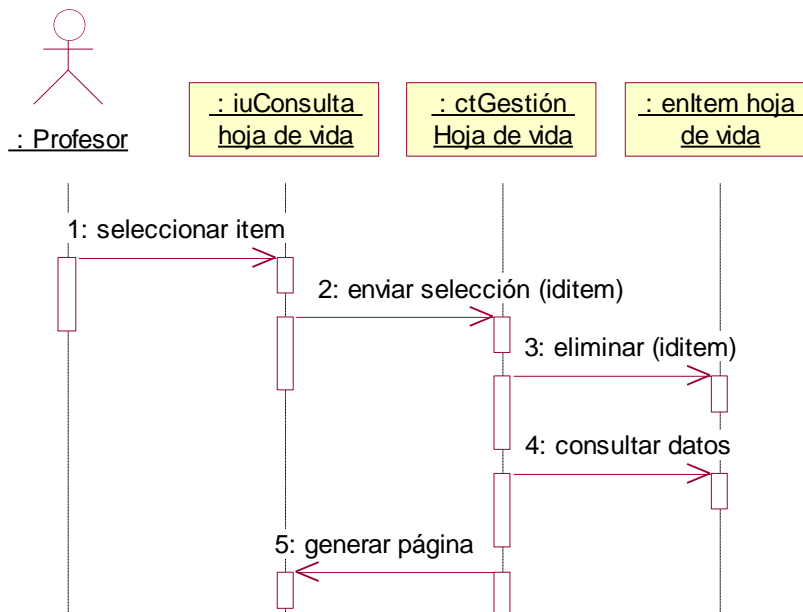 : Profesor
: iuConsulta
hoja de vida
: ctGestión
Hoja de vida
: enItem hoja
de vida
1: seleccionar item
2: enviar selección (iditem)
3: eliminar (iditem)
4: consultar datos
5: generar página